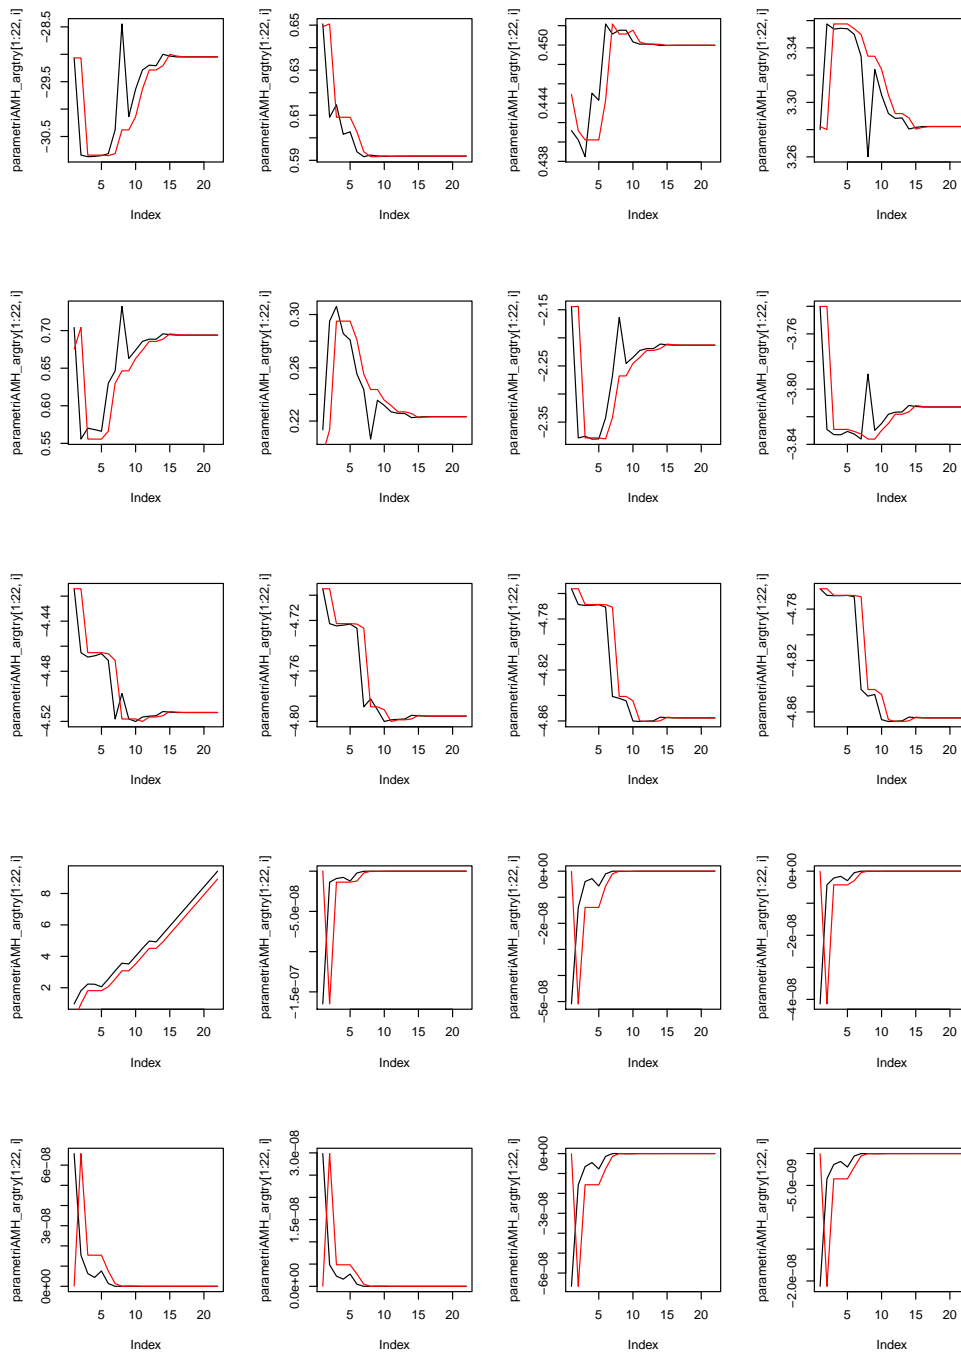 parametriAMH_argtry[1:22, i]
-28.5
-29.5
-30.5
5 10 15 20
Index
parametriAMH_argtry[1:22, i]
0.65
0.63
0.61
0.59
5 10 15 20
Index
parametriAMH_argtry[1:22, i]
0.450
0.444
0.438
5 10 15 20
Index
parametriAMH_argtry[1:22, i]
3.34
3.30
3.26
5 10 15 20
Index
parametriAMH_argtry[1:22, i]
0.70
0.60
0.55
5 10 15 20
Index
parametriAMH_argtry[1:22, i]
0.30
0.26
0.22
5 10 15 20
Index
parametriAMH_argtry[1:22, i]
-2.15
-2.25
-2.35
5 10 15 20
Index
parametriAMH_argtry[1:22, i]
-3.76
-3.80
-3.84
5 10 15 20
Index
parametriAMH_argtry[1:22, i]
-4.44
-4.48
-4.52
5 10 15 20
Index
parametriAMH_argtry[1:22, i]
-4.72
-4.76
-4.80
5 10 15 20
Index
parametriAMH_argtry[1:22, i]
-4.78
-4.82
-4.86
5 10 15 20
Index
parametriAMH_argtry[1:22, i]
-4.78
-4.82
-4.86
5 10 15 20
Index
parametriAMH_argtry[1:22, i]
8
6
4
2
5 10 15 20
Index
parametriAMH_argtry[1:22, i]
-5.0e-08
-1.5e-07
5 10 15 20
Index
parametriAMH_argtry[1:22, i]
0e+00
-2e-08
-5e-08
5 10 15 20
Index
parametriAMH_argtry[1:22, i]
0e+00
-2e-08
-4e-08
5 10 15 20
Index
parametriAMH_argtry[1:22, i]
6e-08
3e-08
0e+00
5 10 15 20
Index
parametriAMH_argtry[1:22, i]
3.0e-08
1.5e-08
0.0e+00
5 10 15 20
Index
parametriAMH_argtry[1:22, i]
0e+00
-3e-08
-6e-08
5 10 15 20
Index
parametriAMH_argtry[1:22, i]
-5.0e-09
-2.0e-08
5 10 15 20
Index